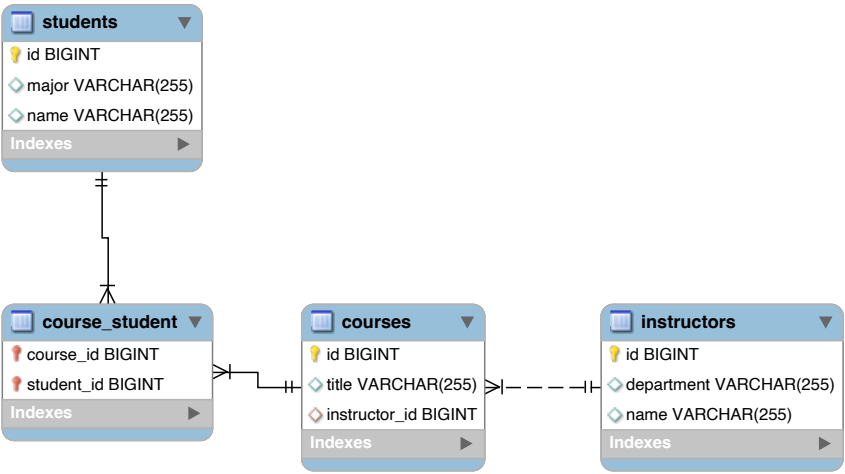 students
id BIGINT
major VARCHAR(255)
name VARCHAR(255)
Indexes
course_student
course_id BIGINT
student_id BIGINT
Indexes
courses
id BIGINT
title VARCHAR(255)
instructor_id BIGINT
Indexes
instructors
id BIGINT
department VARCHAR(255)
name VARCHAR(255)
Indexes